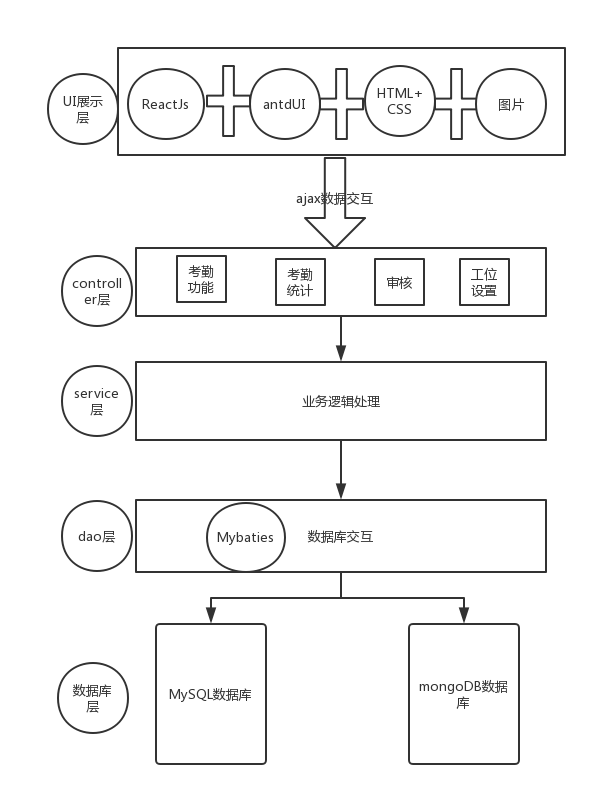 UI展示
层
ReactJs
antdUI
HTML+
CSS
图片
ajax数据交互
controll
er层
考勤
功能
考勤
统计
审核
工位
设置
service
层
业务逻辑处理
dao层
Mybaties
数据库交互
数据库
层
MySQL数据库
mongoDB数据
库